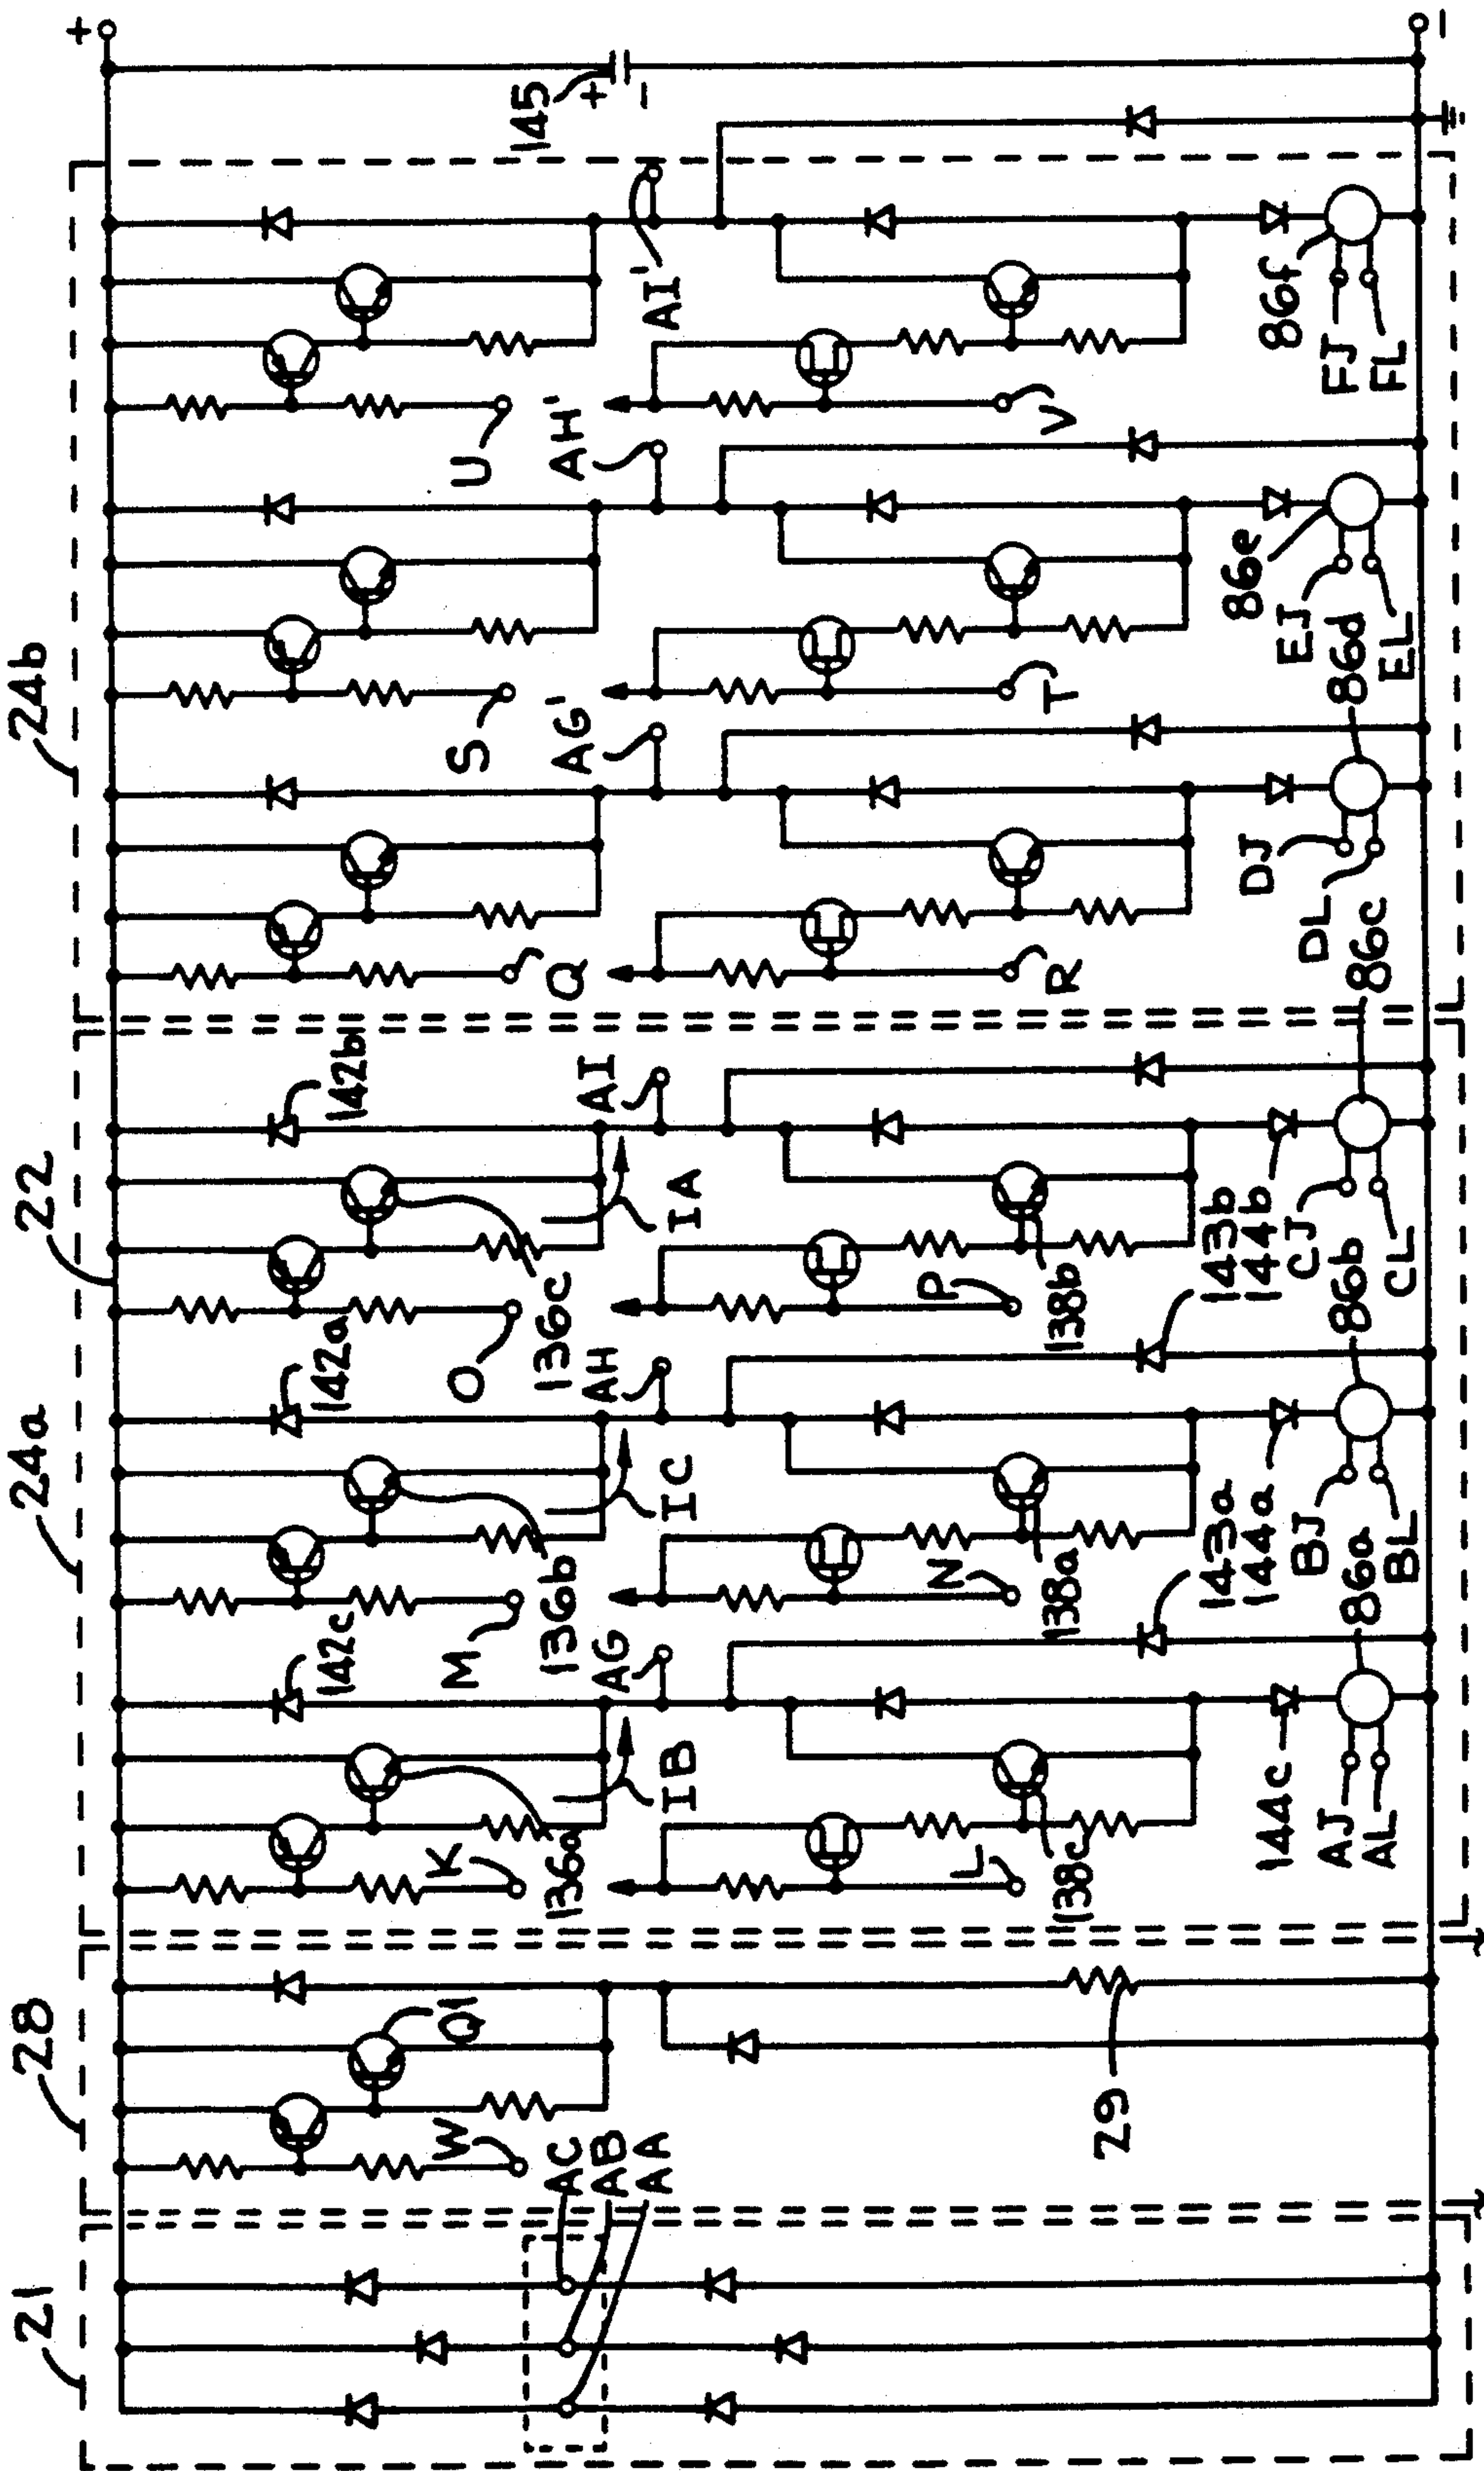 21
28
24a
22
24b
+
−
145
+
−
AC
AB
AA
W
Q1
29
142c
142a
142b
K
136a
IB
AG
M
136b
IC
AH
O
136c
IA
AI
L
138c
N
138a
P
138b
143a
144a
143b
144b
144c
AJ
AL
86a
BJ
BL
86b
CJ
CL
86c
Q
AG'
S
AH'
U
AI'
R
T
V
DJ
DL
86d
EJ
EL
86e
FJ
FL
86f